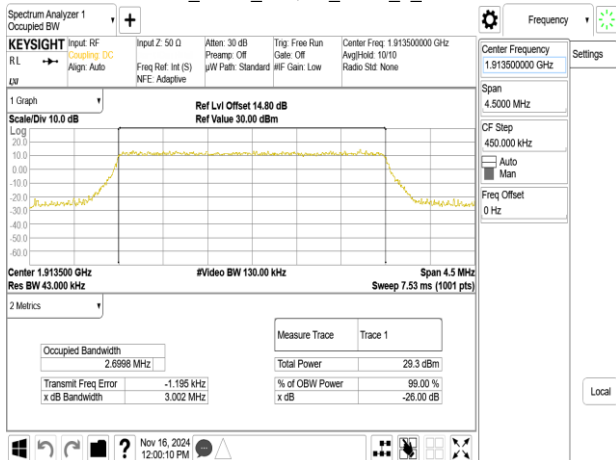 Spectrum Analyzer 1
Occupied BW
+
Frequency
KEYSIGHT
RL
Input: RF
Coupling: DC
Align: Auto
Input Z: 50 Ω
Freq Ref: Int (S)
NFE: Adaptive
Atten: 30 dB
Preamp: Off
µW Path: Standard
Trig: Free Run
Gate: Off
#IF Gain: Low
Center Freq: 1.913500000 GHz
Avg|Hold: 10/10
Radio Std: None
Center Frequency
1.913500000 GHz
Settings
Span
4.5000 MHz
CF Step
450.000 kHz
Auto
Man
Freq Offset
0 Hz
Local
1 Graph
Scale/Div 10.0 dB
Ref Lvl Offset 14.80 dB
Ref Value 30.00 dBm
Log
20.0
10.0
0.00
-10.0
-20.0
-30.0
-40.0
-50.0
-60.0
Center 1.913500 GHz
Res BW 43.000 kHz
#Video BW 130.00 kHz
Span 4.5 MHz
Sweep 7.53 ms (1001 pts)
2 Metrics
Measure Trace Trace 1
Occupied Bandwidth
2.6998 MHz
Total Power 29.3 dBm
Transmit Freq Error -1.195 kHz
% of OBW Power 99.00 %
x dB Bandwidth 3.002 MHz
x dB -26.00 dB
?
Nov 16, 2024
12:00:10 PM